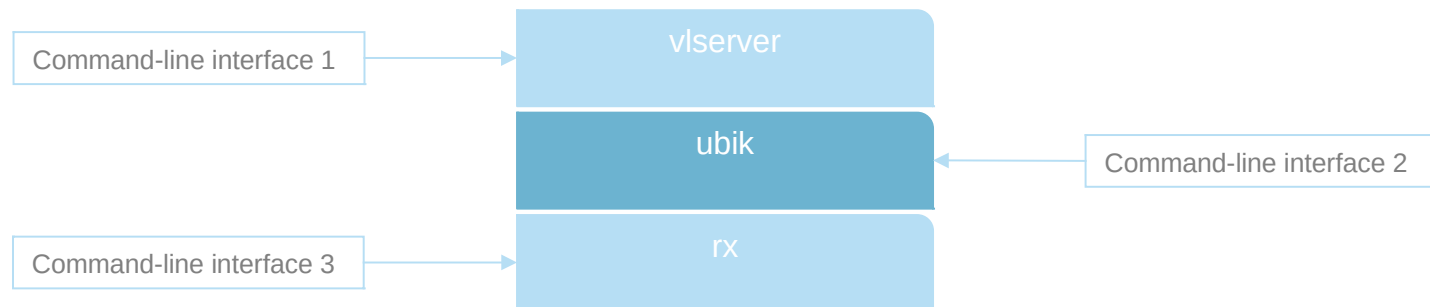 vlserver
Command-line interface 1
ubik
Command-line interface 2
rx
Command-line interface 3